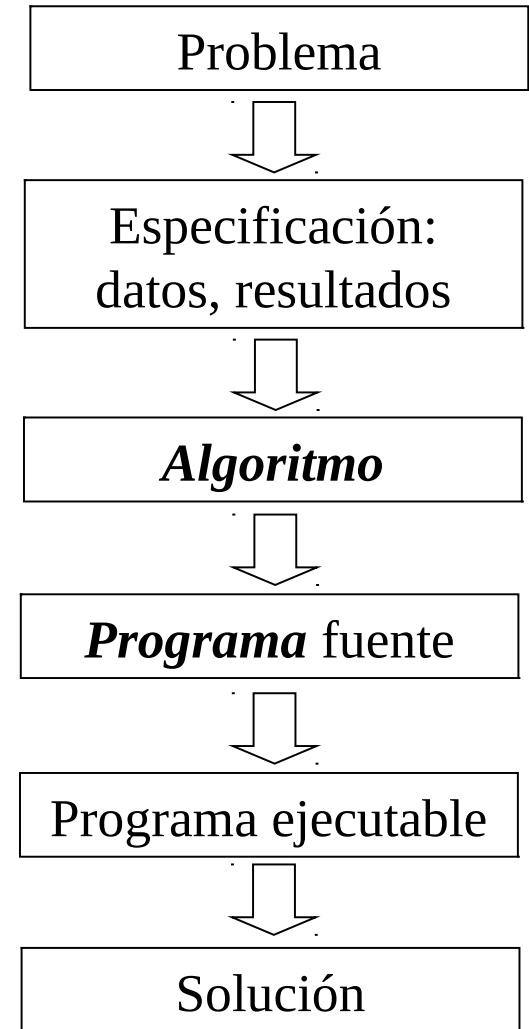 Problema
Especificación:
datos, resultados
Algoritmo
Programa fuente
Programa ejecutable
Solución